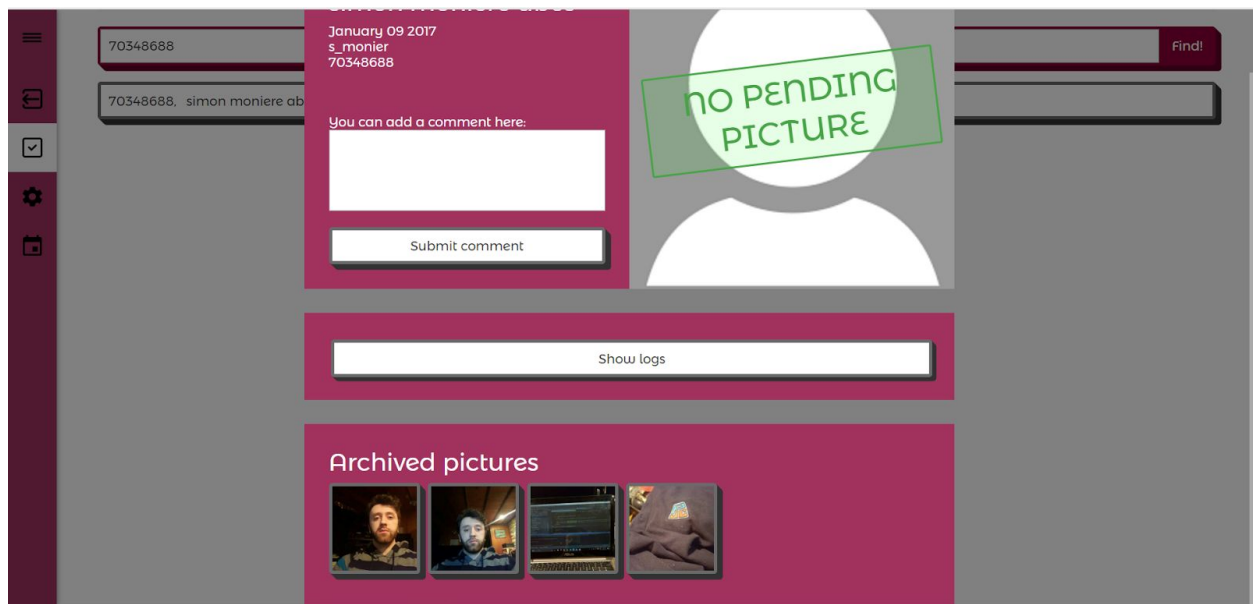 January 09 2017
s_monier
70348688
70348688
Find!
70348688, simon moniere ab
You can add a comment here:
Submit comment
NO PENDING
PICTURE
Show logs
Archived pictures